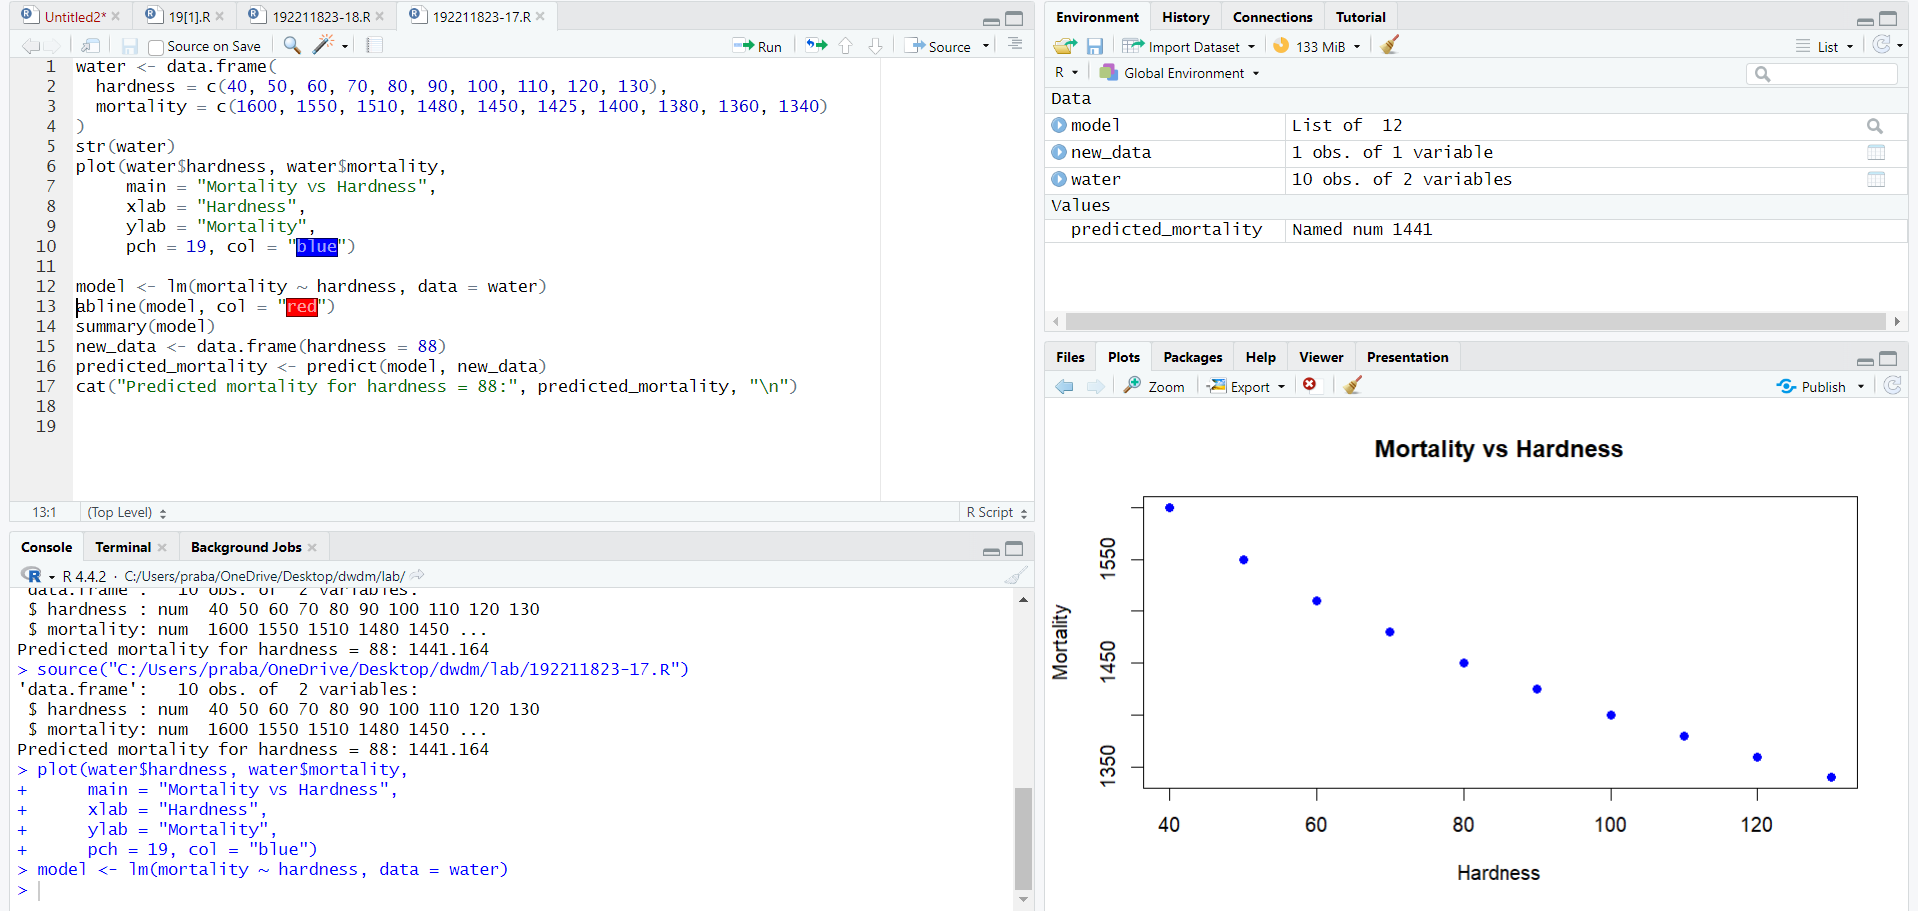 Untitled2* 19[1].R 192211823-18.R 192211823-17.R
Source on Save Run Source
1 water <- data.frame(
2 hardness = c(40, 50, 60, 70, 80, 90, 100, 110, 120, 130),
3 mortality = c(1600, 1550, 1510, 1480, 1450, 1425, 1400, 1380, 1360, 1340)
4 )
5 str(water)
6 plot(water$hardness, water$mortality,
7 main = "Mortality vs Hardness",
8 xlab = "Hardness",
9 ylab = "Mortality",
10 pch = 19, col = "blue")
11
12 model <- lm(mortality ~ hardness, data = water)
13 abline(model, col = "red")
14 summary(model)
15 new_data <- data.frame(hardness = 88)
16 predicted_mortality <- predict(model, new_data)
17 cat("Predicted mortality for hardness = 88:", predicted_mortality, "\n")
18
19
13:1 (Top Level) R Script
Console Terminal Background Jobs
R 4.4.2 · C:/Users/praba/OneDrive/Desktop/dwdm/lab/
'data.frame': 10 obs. of 2 variables:
$ hardness : num 40 50 60 70 80 90 100 110 120 130
$ mortality: num 1600 1550 1510 1480 1450 ...
Predicted mortality for hardness = 88: 1441.164
> source("C:/Users/praba/OneDrive/Desktop/dwdm/lab/192211823-17.R")
'data.frame': 10 obs. of 2 variables:
$ hardness : num 40 50 60 70 80 90 100 110 120 130
$ mortality: num 1600 1550 1510 1480 1450 ...
Predicted mortality for hardness = 88: 1441.164
> plot(water$hardness, water$mortality,
+ main = "Mortality vs Hardness",
+ xlab = "Hardness",
+ ylab = "Mortality",
+ pch = 19, col = "blue")
> model <- lm(mortality ~ hardness, data = water)
>
Environment History Connections Tutorial
Import Dataset 133 MiB List
R Global Environment
Data
model List of 12
new_data 1 obs. of 1 variable
water 10 obs. of 2 variables
Values
predicted_mortality Named num 1441
Files Plots Packages Help Viewer Presentation
Zoom Export Publish
Mortality vs Hardness
Mortality
1550
1450
1350
40 60 80 100 120
Hardness